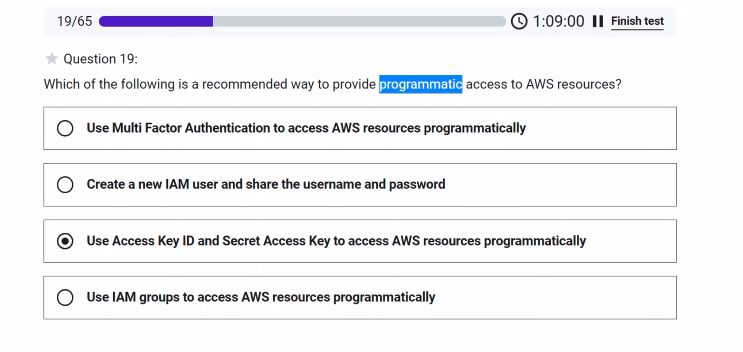 19/65 1:09:00 Finish test
Question 19:
Which of the following is a recommended way to provide programmatic access to AWS resources?
Use Multi Factor Authentication to access AWS resources programmatically
Create a new IAM user and share the username and password
Use Access Key ID and Secret Access Key to access AWS resources programmatically
Use IAM groups to access AWS resources programmatically